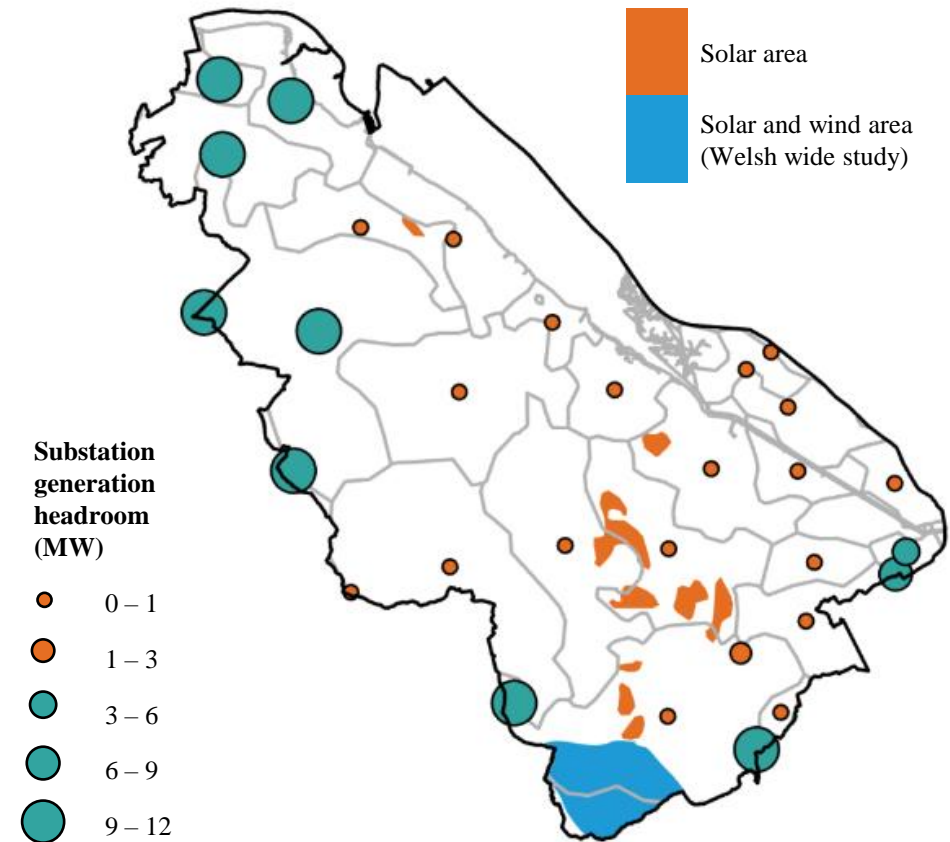 Solar area
Solar and wind area
(Welsh wide study)
Substation
generation
headroom
(MW)
0 – 1
1 – 3
3 – 6
6 – 9
9 – 12